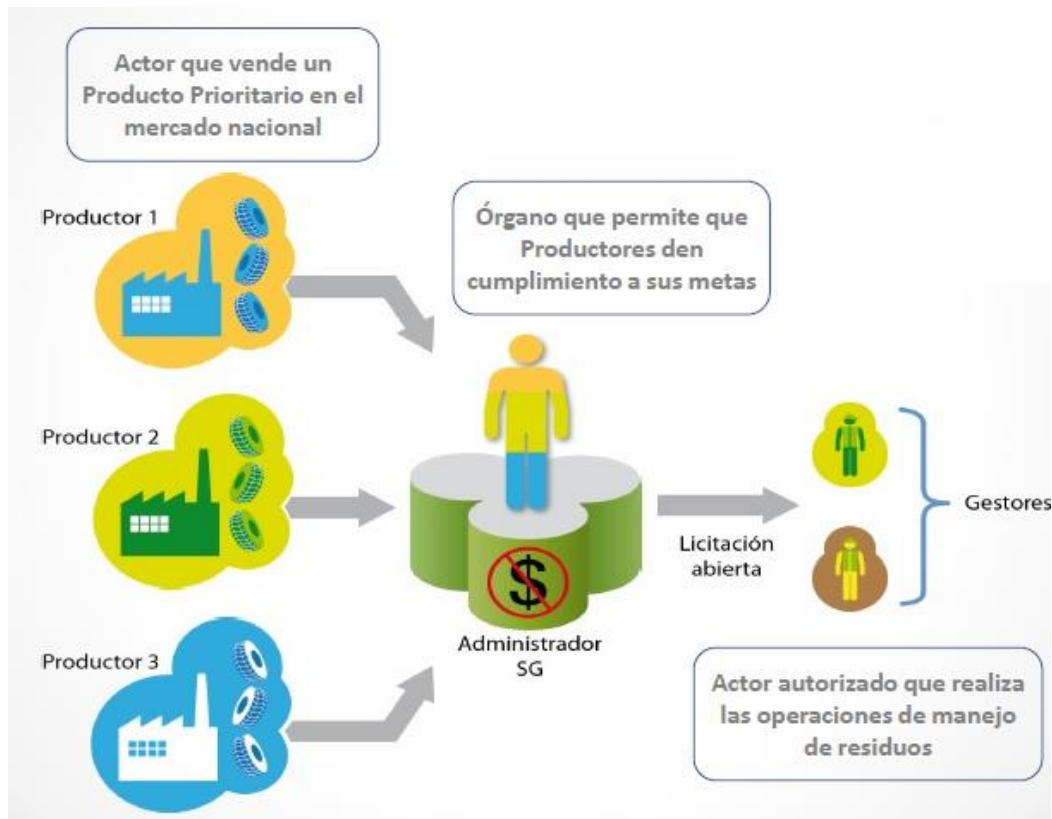 Actor que vende un
Producto Prioritario en el
mercado nacional
Productor 1
Órgano que permite que
Productores den
cumplimiento a sus metas
Productor 2
Gestores
Licitación
abierta
$
Administrador
SG
Productor 3
Actor autorizado que realiza
las operaciones de manejo
de residuos